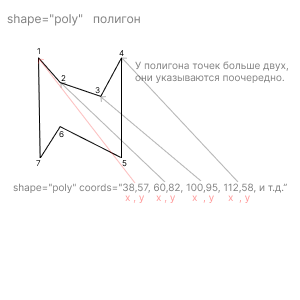 shape="poly" полигон
1
4
У полигона точек больше двух,
они указываются поочередно.
2
3
6
7
5
shape="poly" coords="38,57, 60,82, 100,95, 112,58, и т.д."
x , y x , y x , y x , y